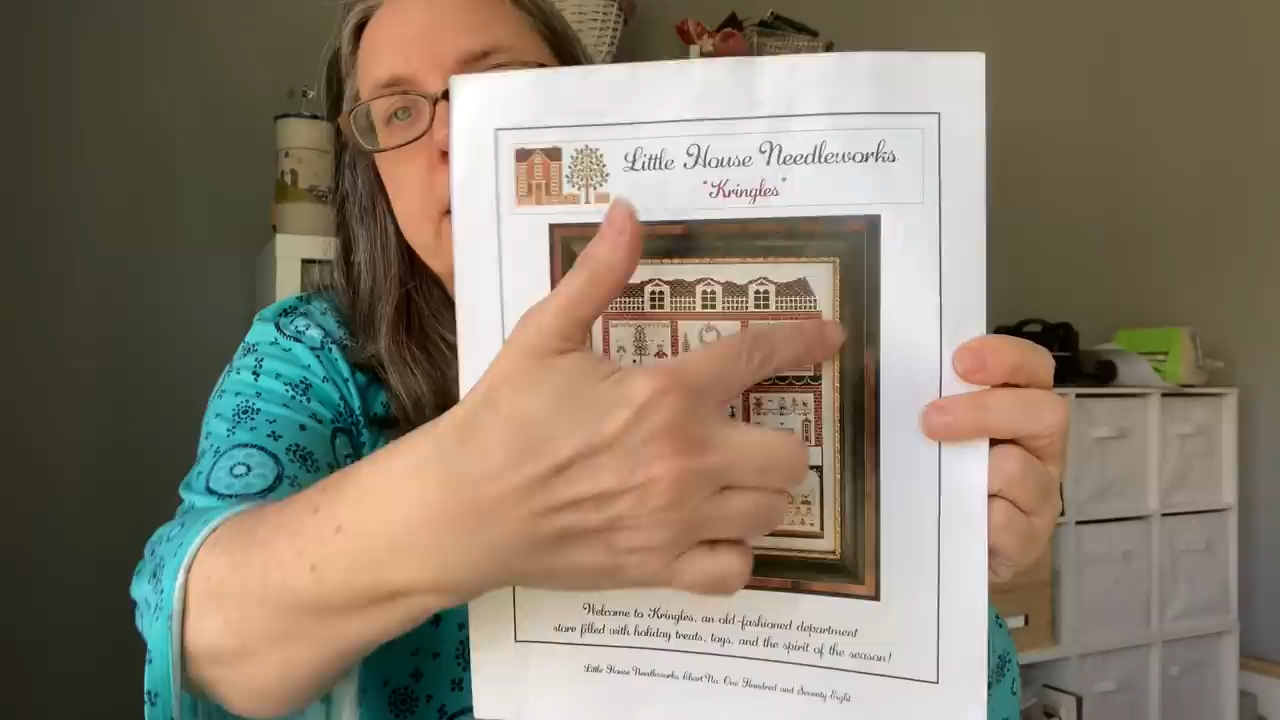 Little House Needleworks
"Kringles"
Welcome to Kringles, an old-fashioned department
store filled with holiday treats, toys, and the spirit of the season!
Little House Needleworks Chart No. One Hundred and Seventy Eight